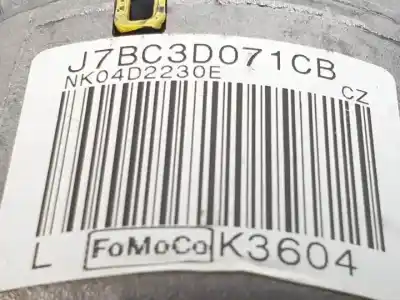 J7BC3D071CB
NK04D2230E
CZ
L FoMoCo K3604